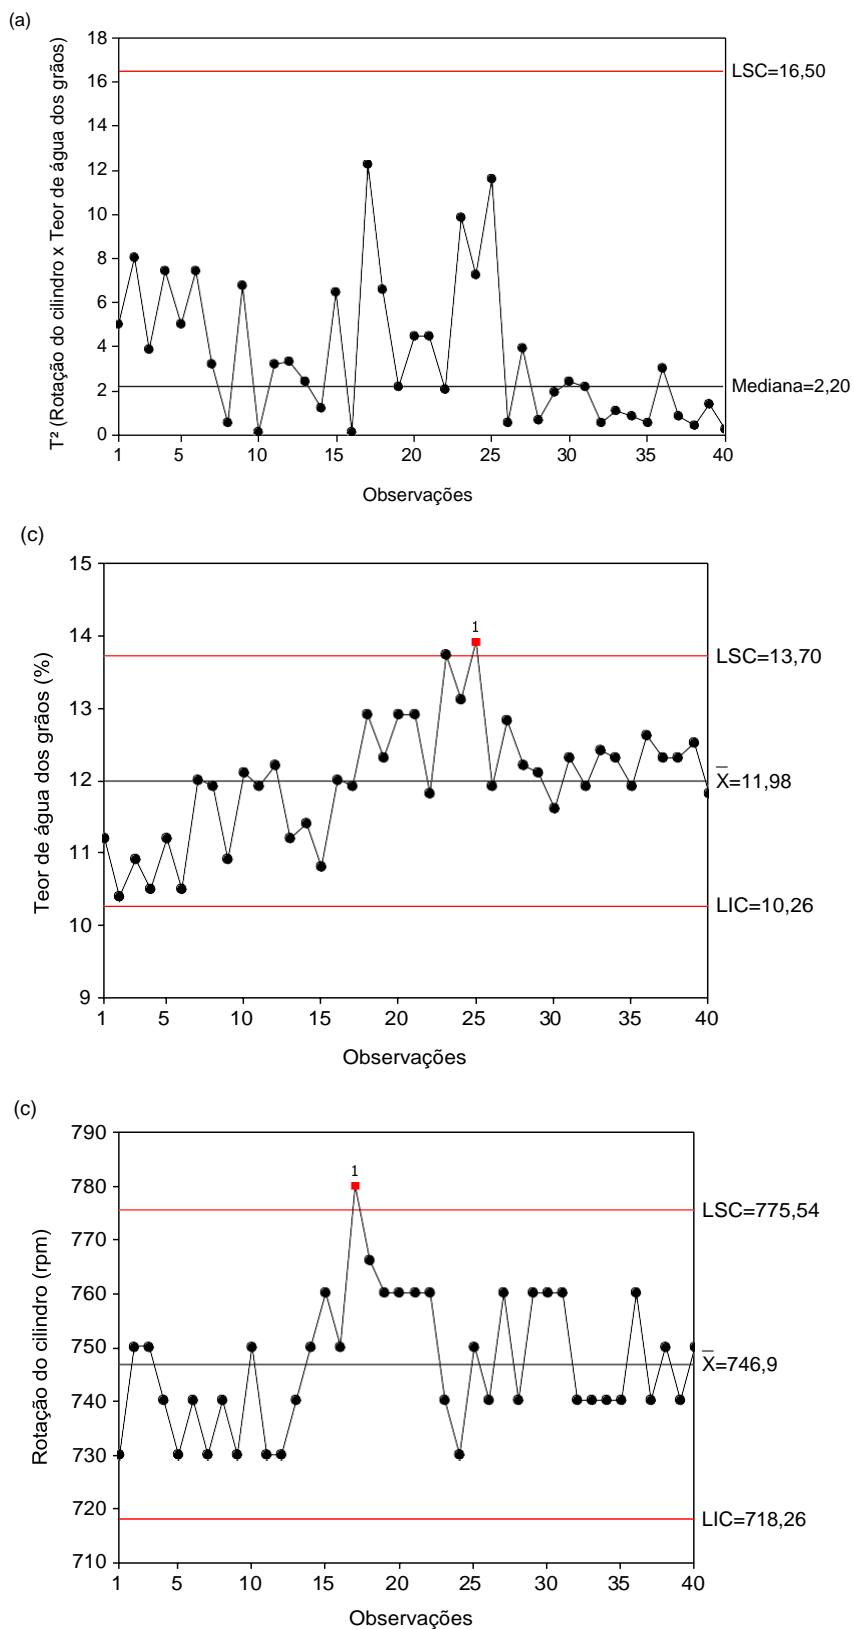 (a)
T² (Rotação do cilindro x Teor de água dos grãos)
18
16
14
12
10
8
6
4
2
0
LSC=16,50
Mediana=2,20
1 5 10 15 20 25 30 35 40
Observações
(c)
Teor de água dos grãos (%)
15
14
13
12
11
10
9
1
LSC=13,70
X̅=11,98
LIC=10,26
1 5 10 15 20 25 30 35 40
Observações
(c)
Rotação do cilindro (rpm)
790
780
770
760
750
740
730
720
710
1
LSC=775,54
X̅=746,9
LIC=718,26
1 5 15 20 25 30 35 40
Observações